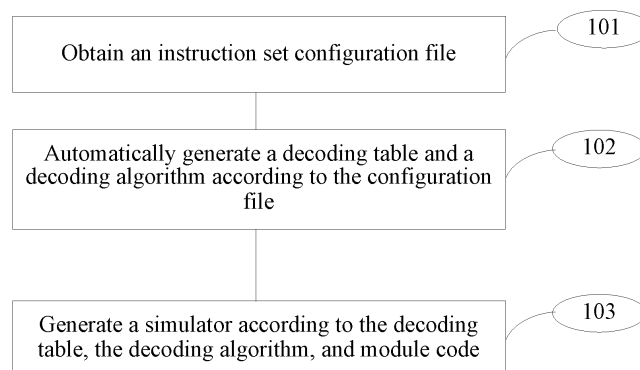 Obtain an instruction set configuration file
101
Automatically generate a decoding table and a
decoding algorithm according to the configuration
file
102
Generate a simulator according to the decoding
table, the decoding algorithm, and module code
103